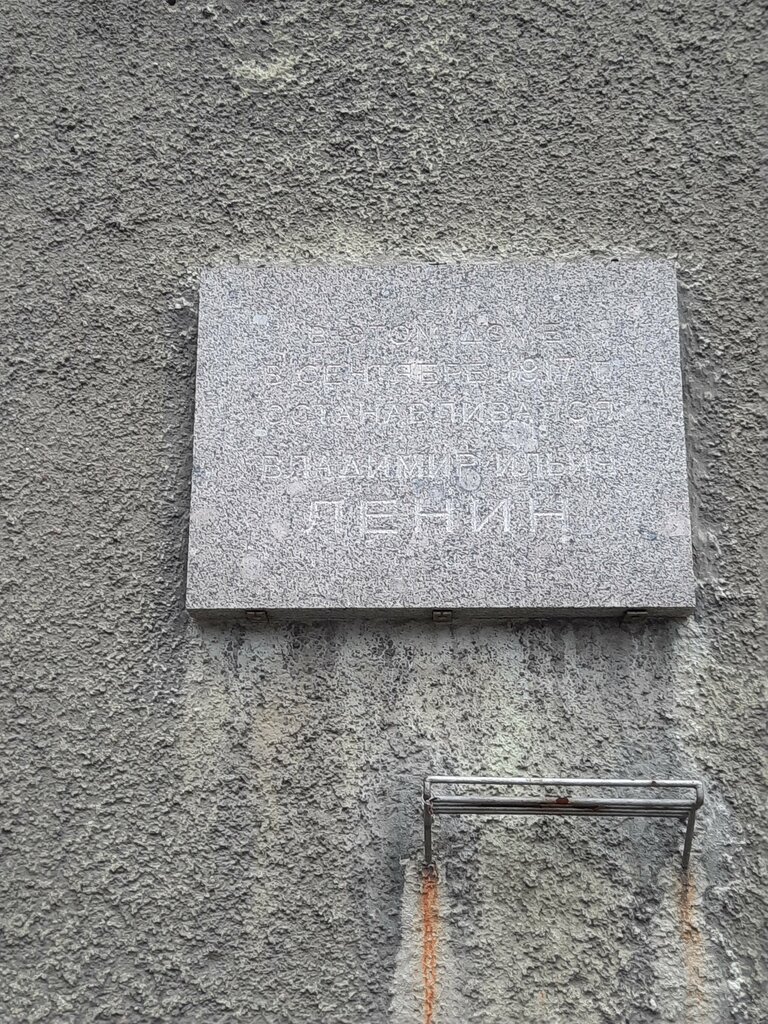 В ЭТОМ ДОМЕ
В СЕНТЯБРЕ 1917 Г.
ОСТАНАВЛИВАЛСЯ
ВЛАДИМИР ИЛЬИЧ
ЛЕНИН